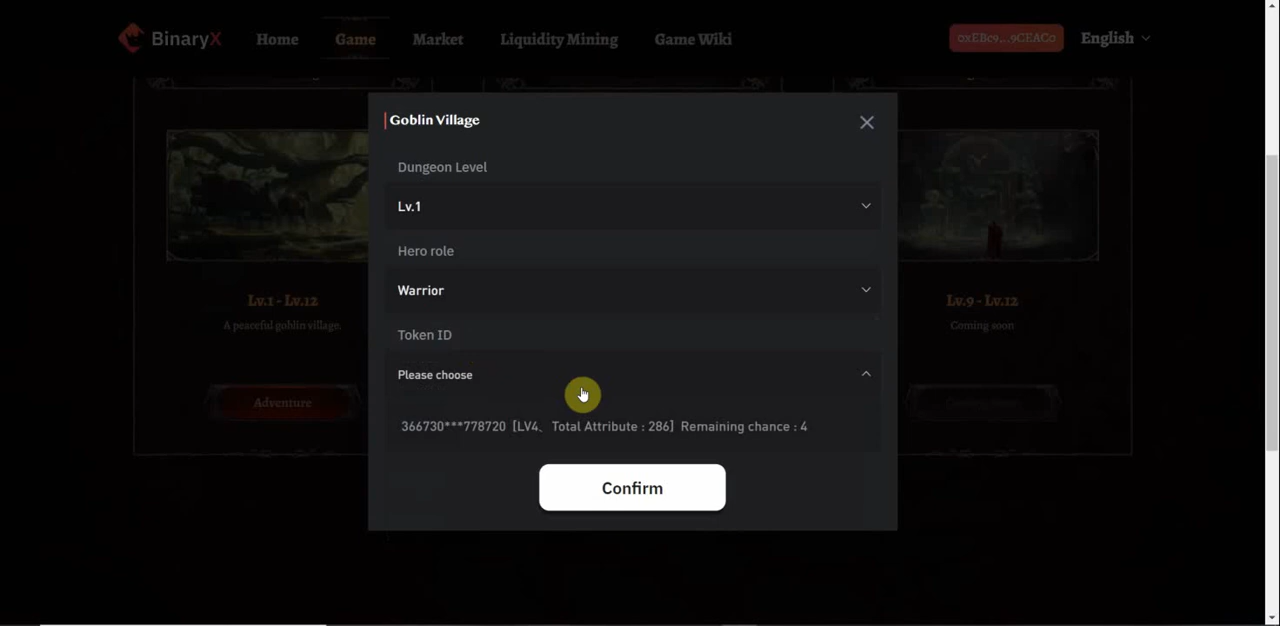 BinaryX
Home
Game
Market
Liquidity Mining
Game Wiki
0xEBc9...9CEAC0
English
Goblin Village
Dungeon Level
Lv.1
Hero role
Warrior
Token ID
Please choose
366730***778720 [LV4、 Total Attribute : 286] Remaining chance : 4
Confirm
Lv.1 - Lv.12
A peaceful goblin village.
Adventure
Lv.9 - Lv.12
Coming soon